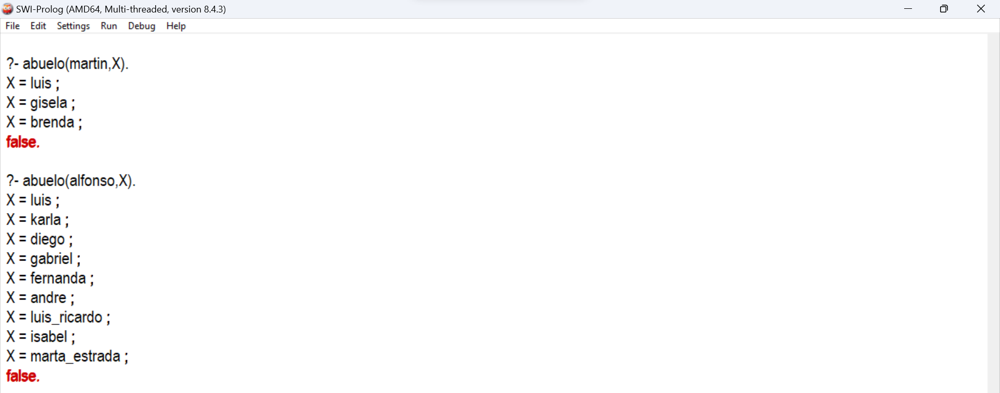 SWI-Prolog (AMD64, Multi-threaded, version 8.4.3)
File Edit Settings Run Debug Help
?- abuelo(martin,X).
X = luis ;
X = gisela ;
X = brenda ;
false.
?- abuelo(alfonso,X).
X = luis ;
X = karla ;
X = diego ;
X = gabriel ;
X = fernanda ;
X = andre ;
X = luis_ricardo ;
X = isabel ;
X = marta_estrada ;
false.